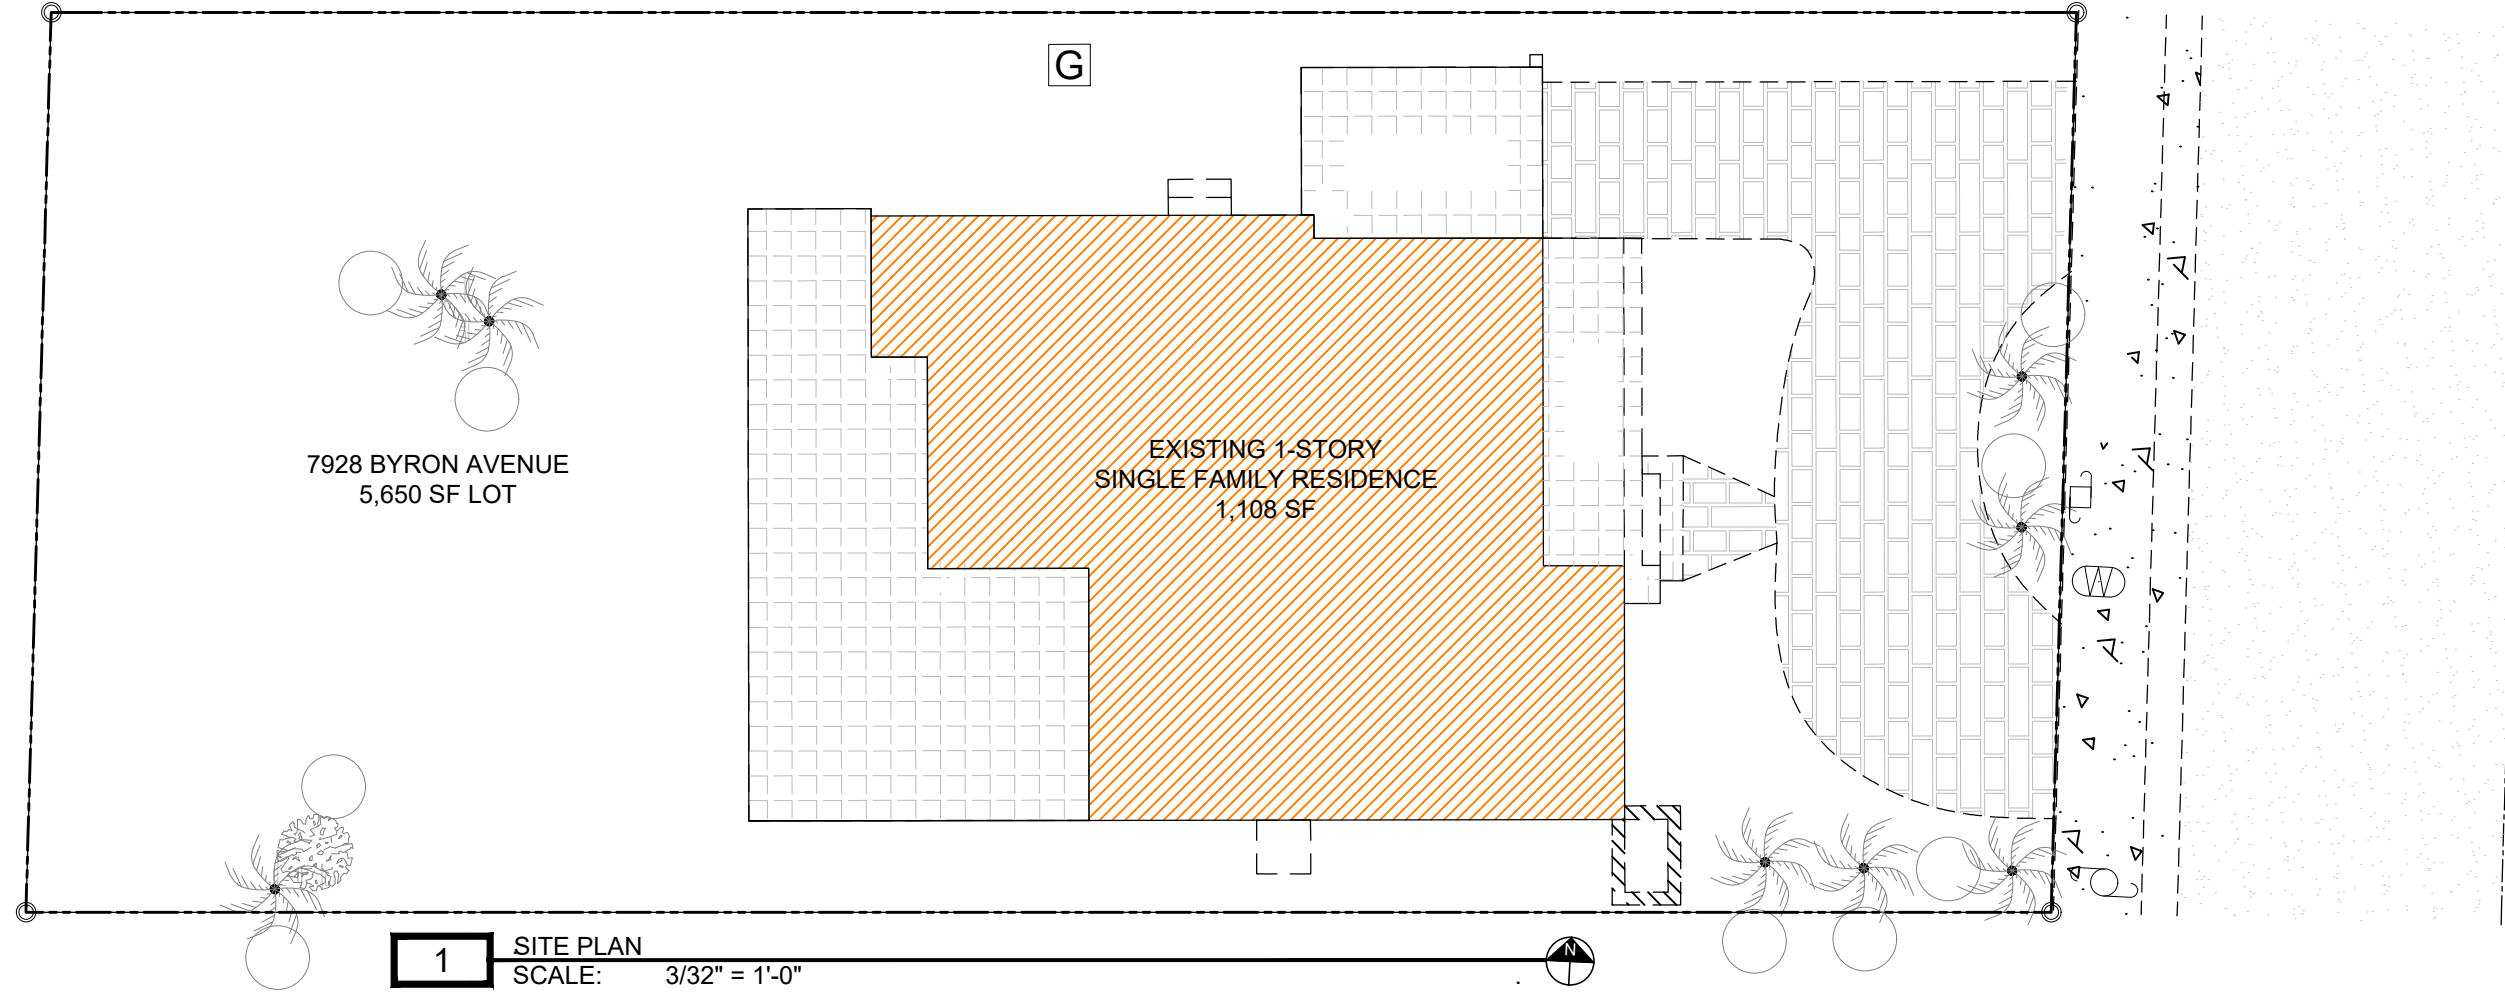 G
7928 BYRON AVENUE
5,650 SF LOT
EXISTING 1-STORY
SINGLE FAMILY RESIDENCE
1,108 SF
1
SITE PLAN
SCALE: 3/32" = 1'-0"
N